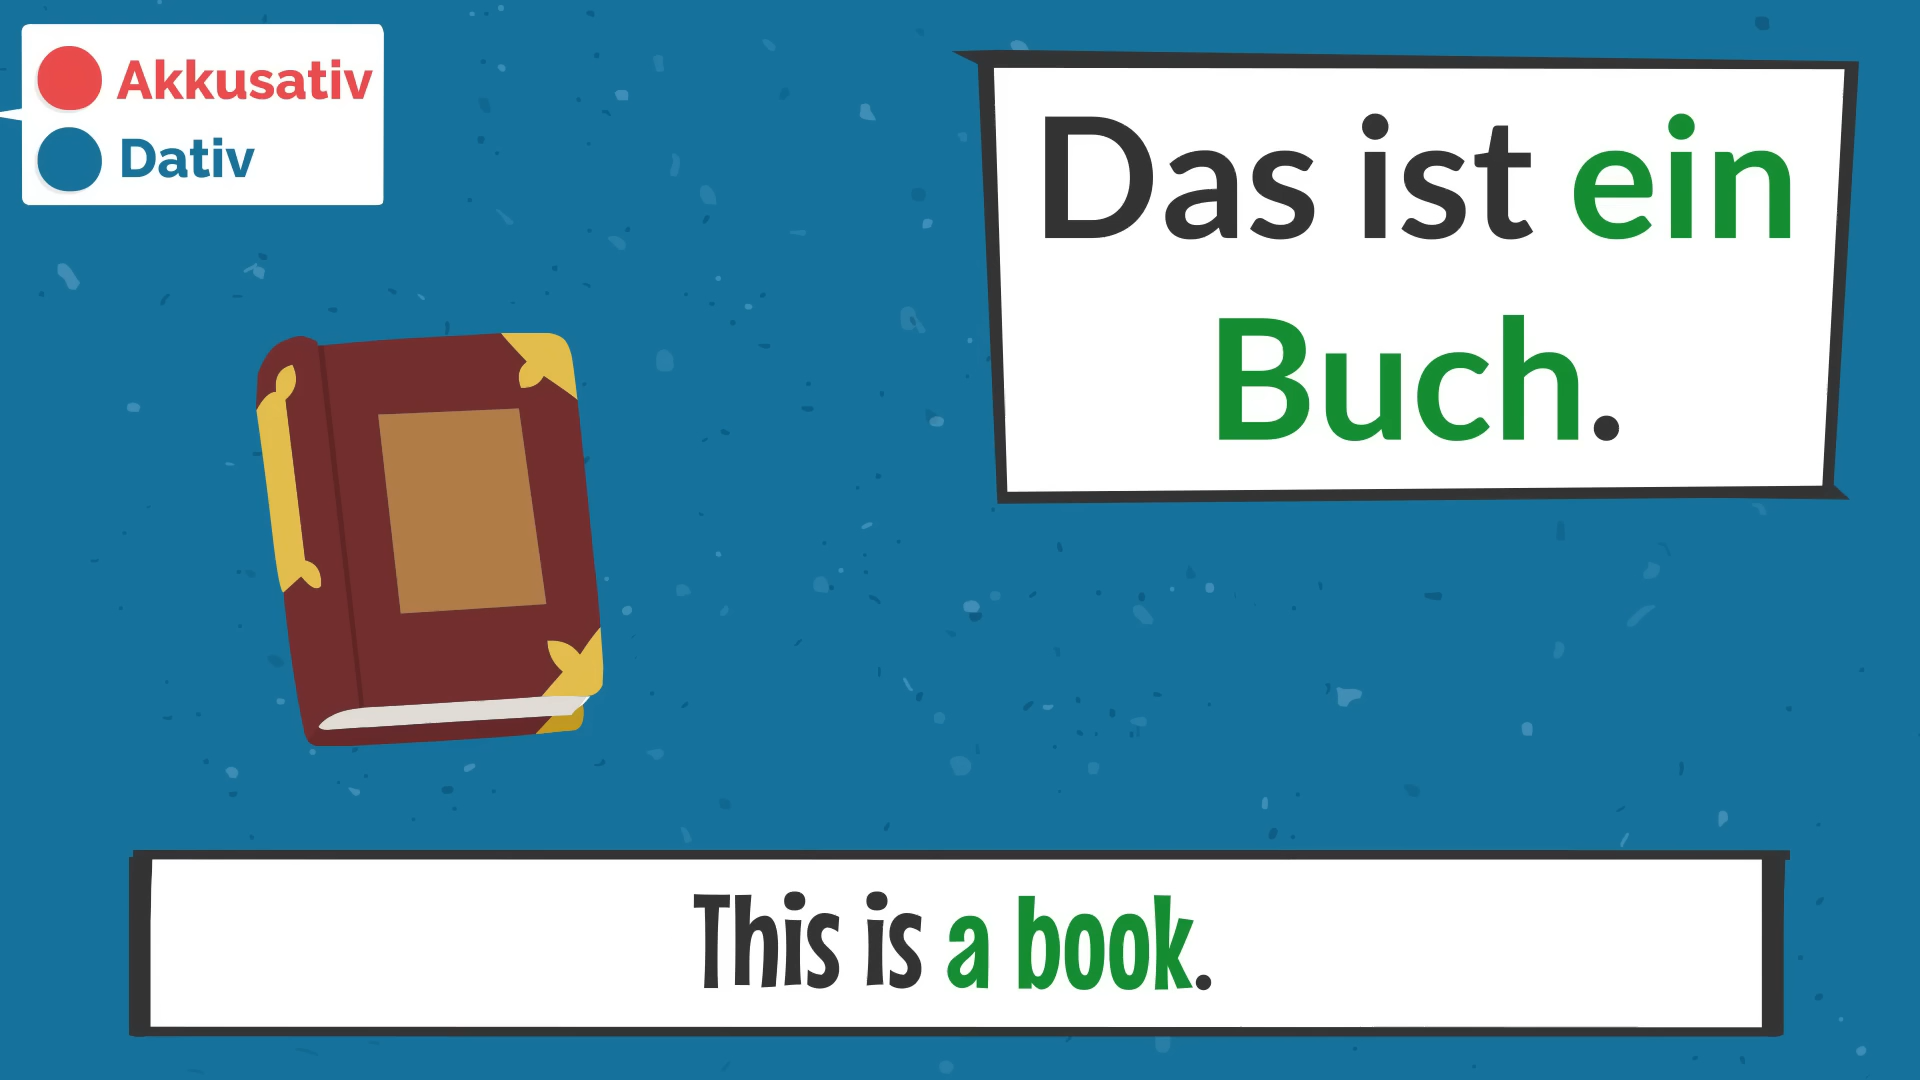 Akkusativ
Dativ
Das ist ein
Buch.
This is a book.